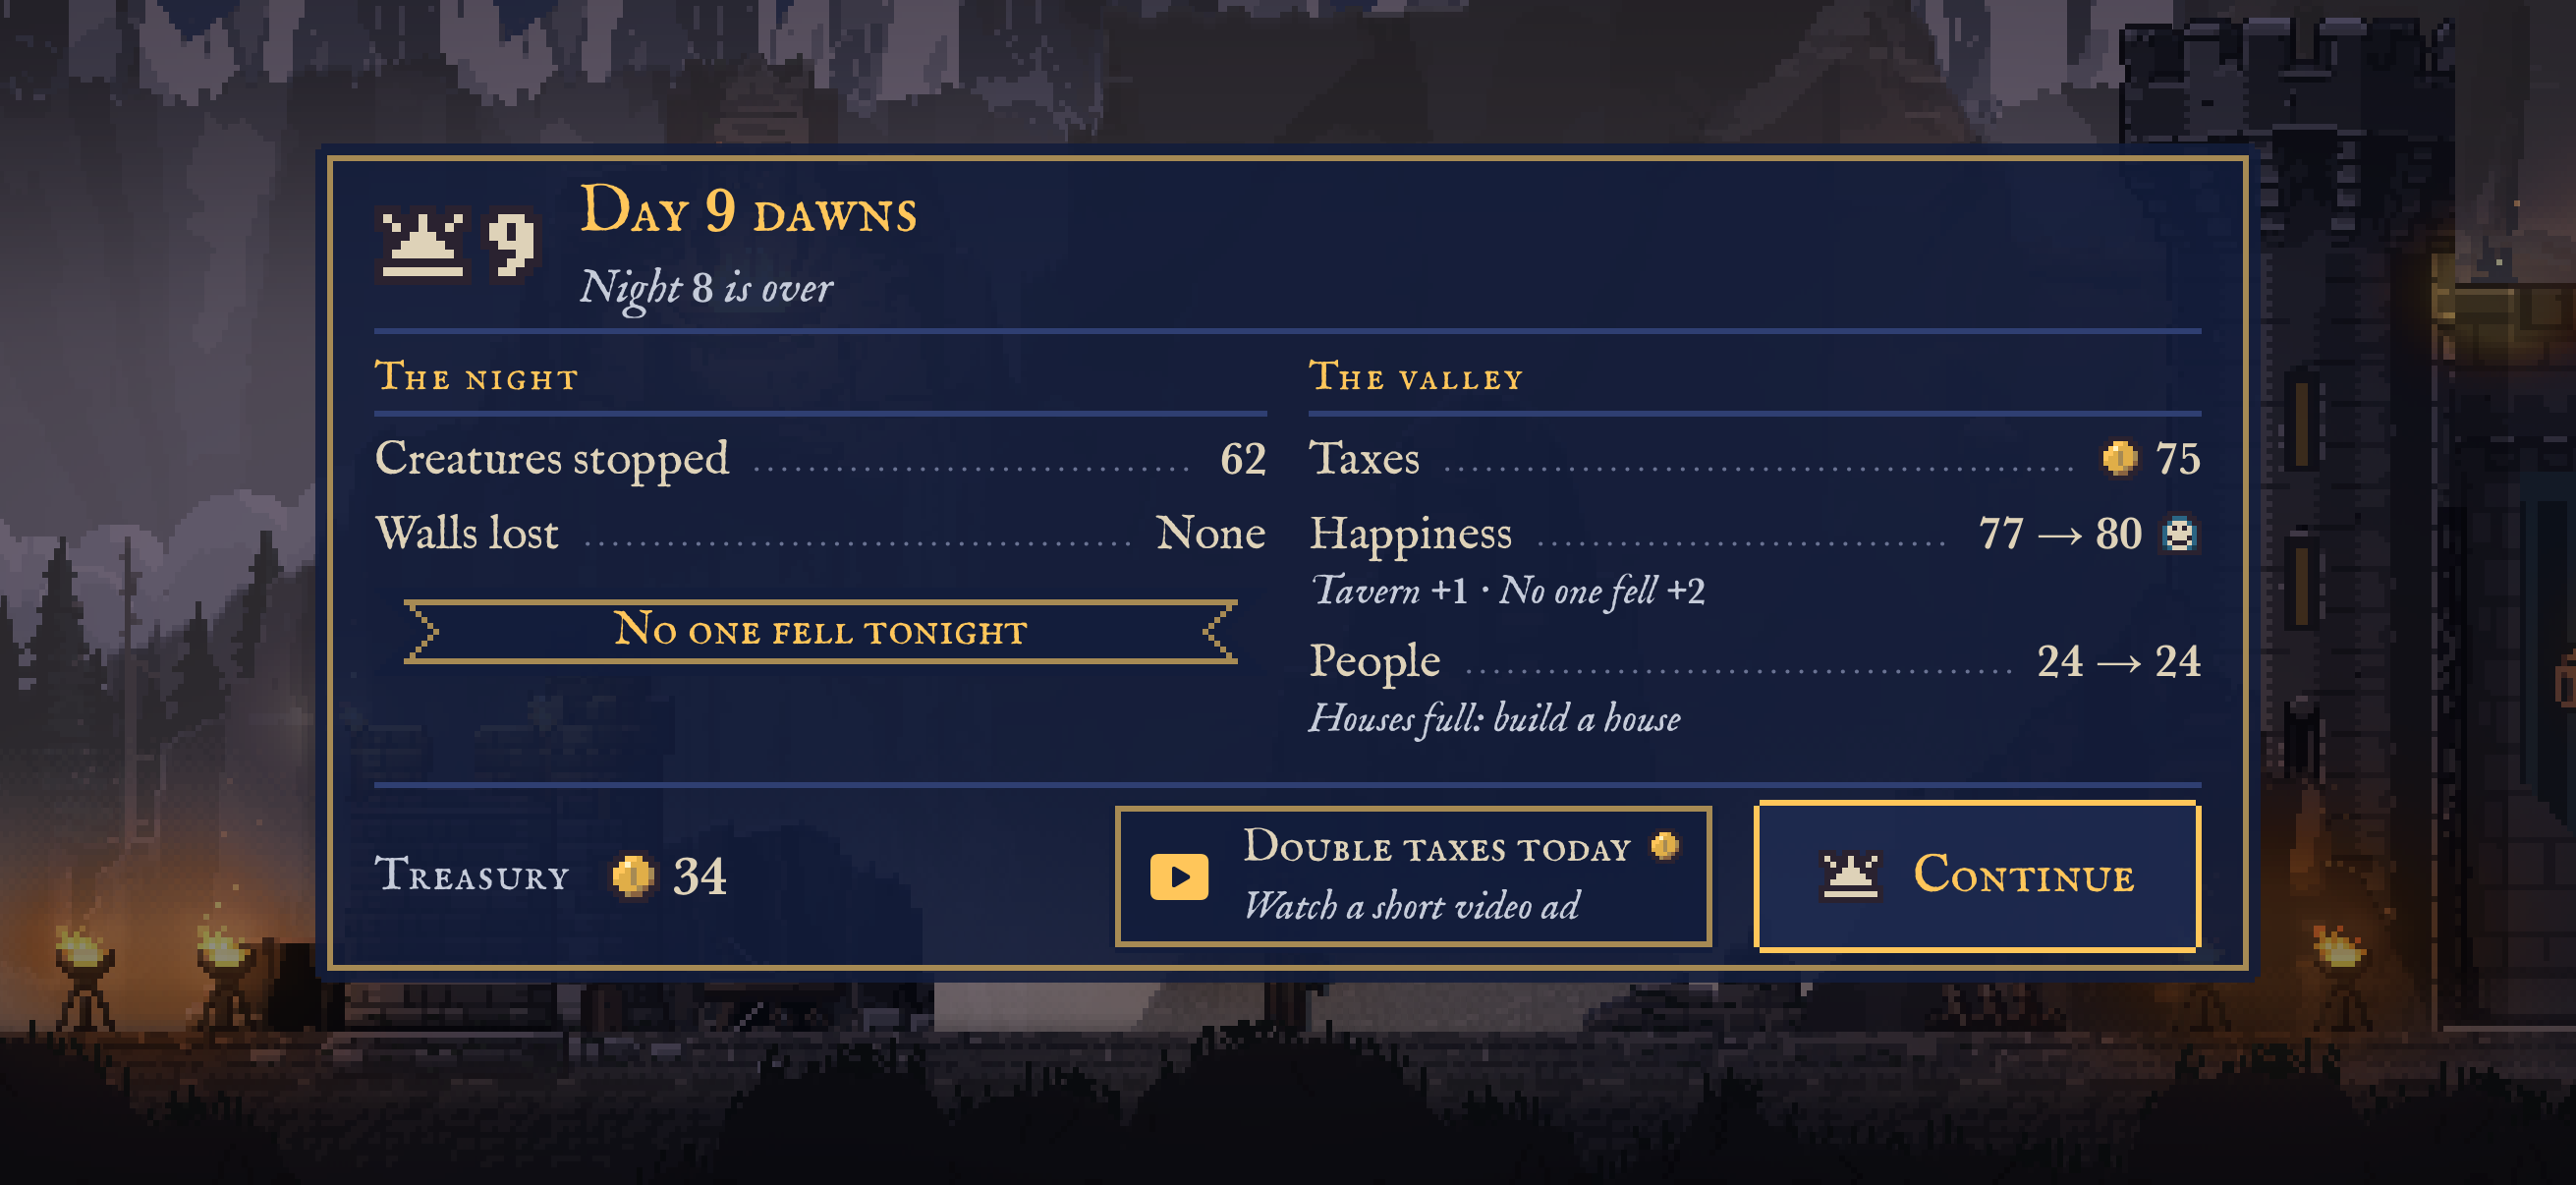 9
Day 9 dawns
Night 8 is over
The night
Creatures stopped 62
Walls lost None
No one fell tonight
The valley
Taxes 75
Happiness 77 → 80
Tavern +1 · No one fell +2
People 24 → 24
Houses full: build a house
Treasury 34
Double taxes today
Watch a short video ad
Continue